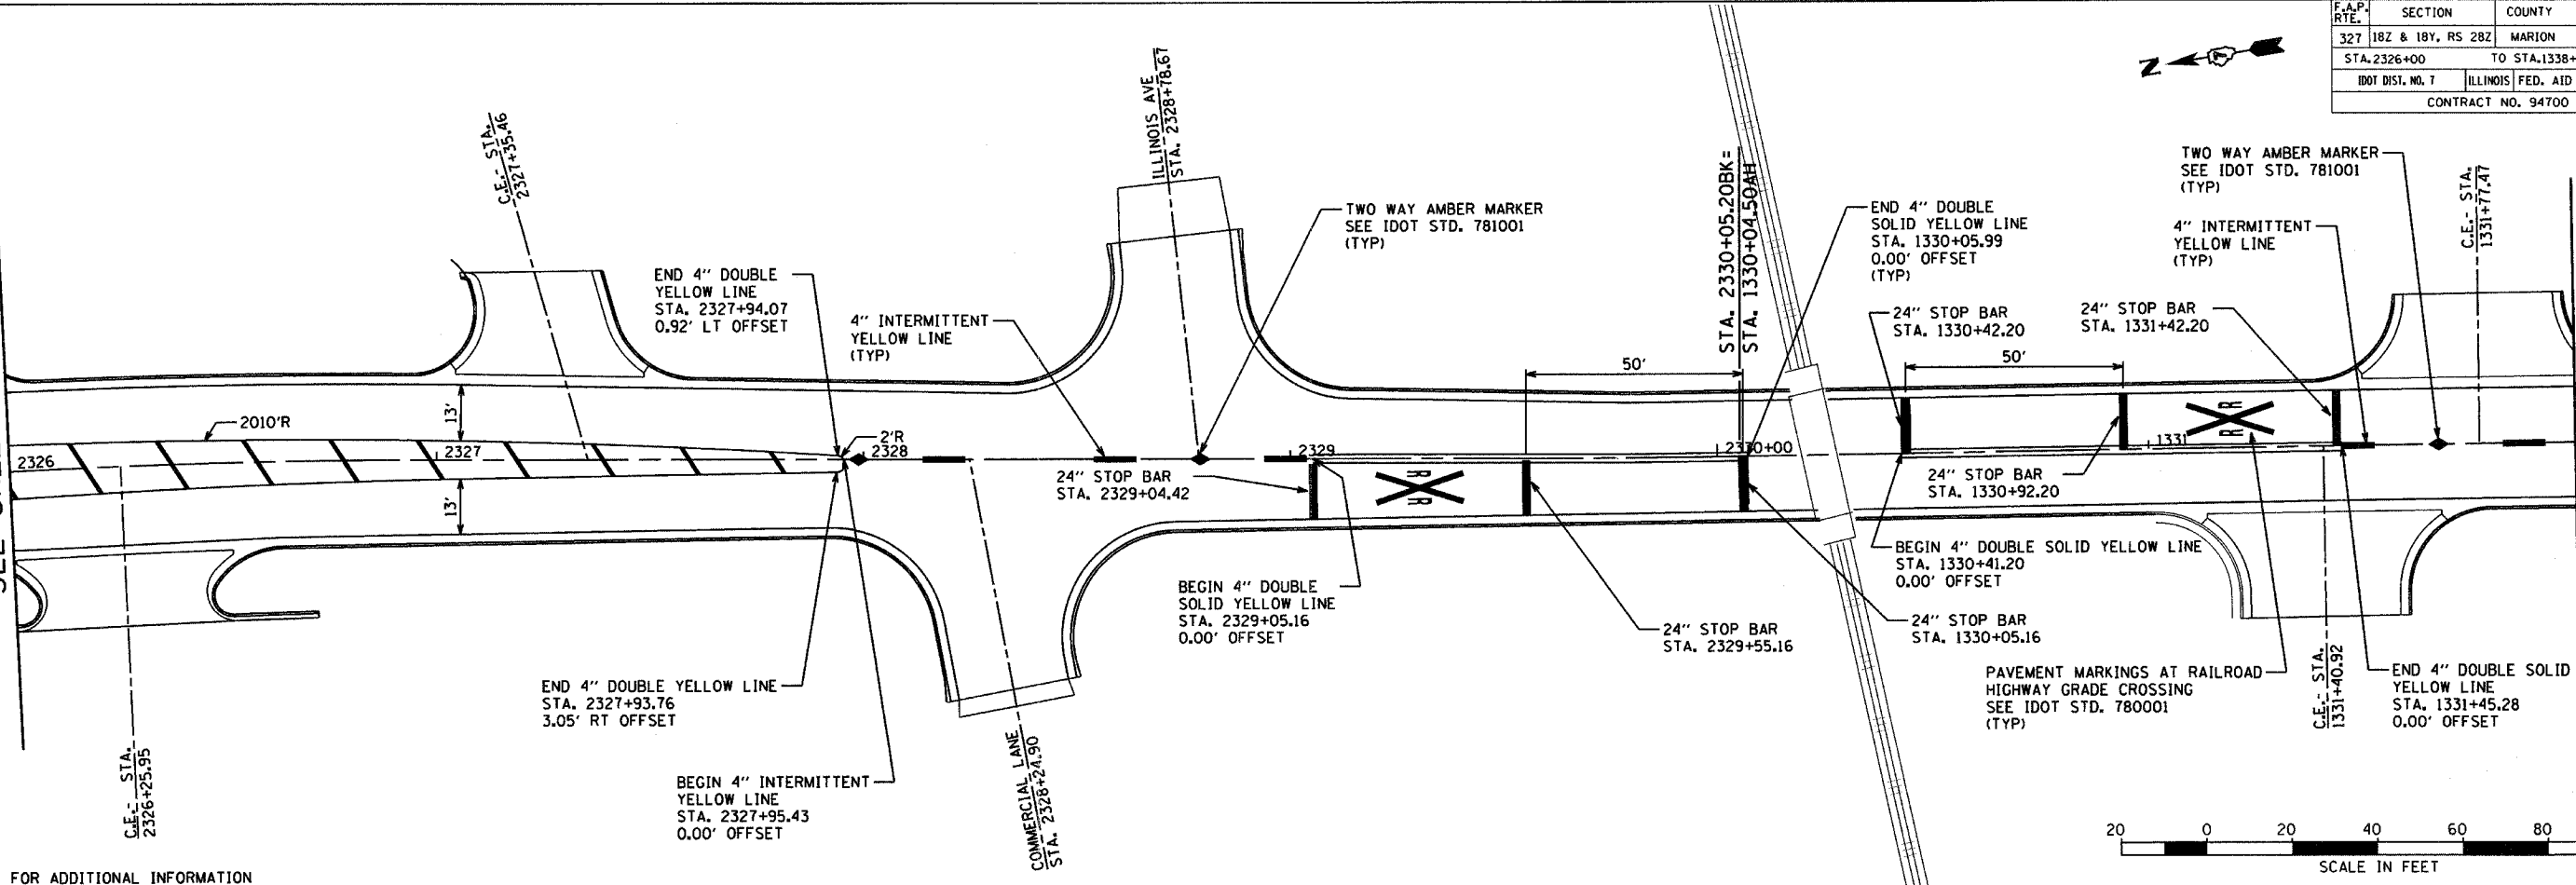 F.A.P. RTE. SECTION COUNTY
327 18Z & 18Y, RS 28Z MARION
STA.2326+00 TO STA.1338+
IDOT DIST. NO. 7 ILLINOIS FED. AID
CONTRACT NO. 94700
N
C.E.- STA.
2327+35.46
ILLINOIS AVE
STA. 2328+78.67
STA. 2330+05.20BK=
STA. 1330+04.50AH
TWO WAY AMBER MARKER
SEE IDOT STD. 781001
(TYP)
C.E.- STA.
1331+77.47
TWO WAY AMBER MARKER
SEE IDOT STD. 781001
(TYP)
END 4" DOUBLE
SOLID YELLOW LINE
STA. 1330+05.99
0.00' OFFSET
(TYP)
4" INTERMITTENT
YELLOW LINE
(TYP)
END 4" DOUBLE
YELLOW LINE
STA. 2327+94.07
0.92' LT OFFSET
4" INTERMITTENT
YELLOW LINE
(TYP)
24" STOP BAR
STA. 1330+42.20
24" STOP BAR
STA. 1331+42.20
50'
50'
13'
2010'R
2'R
2326
2327
2328
2329
2330+00
1331
R R
R R
13'
24" STOP BAR
STA. 2329+04.42
24" STOP BAR
STA. 1330+92.20
BEGIN 4" DOUBLE SOLID YELLOW LINE
STA. 1330+41.20
0.00' OFFSET
BEGIN 4" DOUBLE
SOLID YELLOW LINE
STA. 2329+05.16
0.00' OFFSET
24" STOP BAR
STA. 2329+55.16
24" STOP BAR
STA. 1330+05.16
END 4" DOUBLE YELLOW LINE
STA. 2327+93.76
3.05' RT OFFSET
PAVEMENT MARKINGS AT RAILROAD
HIGHWAY GRADE CROSSING
SEE IDOT STD. 780001
(TYP)
C.E.- STA.
1331+40.92
END 4" DOUBLE SOLID
YELLOW LINE
STA. 1331+45.28
0.00' OFFSET
C.E.- STA.
2326+25.95
BEGIN 4" INTERMITTENT
YELLOW LINE
STA. 2327+95.43
0.00' OFFSET
COMMERCIAL LANE
STA. 2328+24.90
20 0 20 40 60 80
SCALE IN FEET
FOR ADDITIONAL INFORMATION